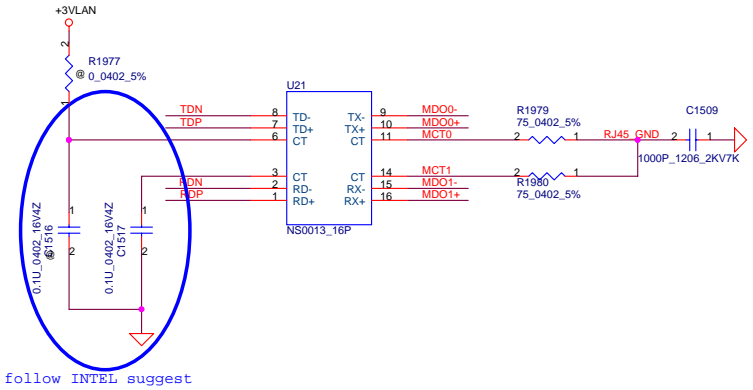 +3VLAN
2
R1977
@ 0_0402_5%
1
U21
TDN
8
TD-
TX-
9
MDO0-
TDP
7
TD+
TX+
10
MDO0+
6
CT
CT
11
MCT0
3
CT
CT
14
MCT1
RDN
2
RD-
RX-
15
MDO1-
RDP
1
RD+
RX+
16
MDO1+
NS0013_16P
R1979
75_0402_5%
2
1
RJ45_GND
C1509
2
1
1000P_1206_2KV7K
2
1
R1980
75_0402_5%
1
0.1U_0402_16V4Z
C1516
@
2
1
0.1U_0402_16V4Z
C1517
2
follow INTEL suggest